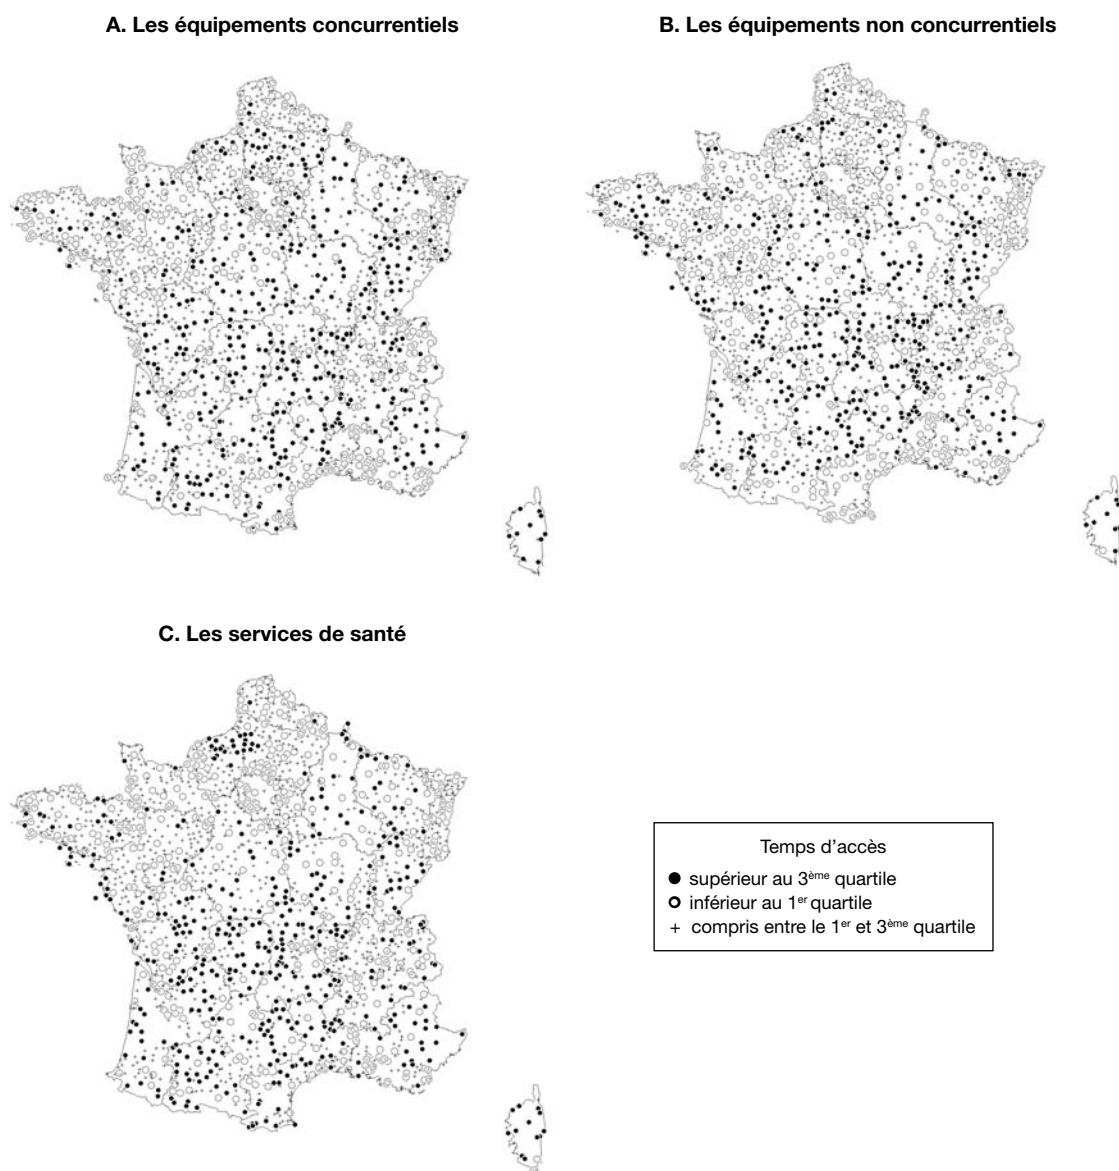 A. Les équipements concurrentiels
B. Les équipements non concurrentiels
C. Les services de santé
Temps d'accès
● supérieur au 3ème quartile
○ inférieur au 1er quartile
+ compris entre le 1er et 3ème quartile